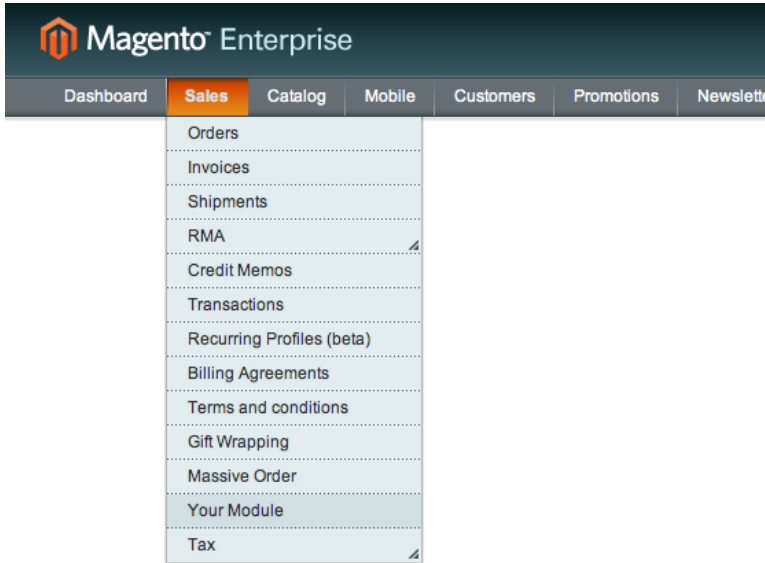 Magento Enterprise
Dashboard Sales Catalog Mobile Customers Promotions
Orders
Invoices
Shipments
RMA
Credit Memos
Transactions
Recurring Profiles (beta)
Billing Agreements
Terms and conditions
Gift Wrapping
Massive Order
Your Module
Tax